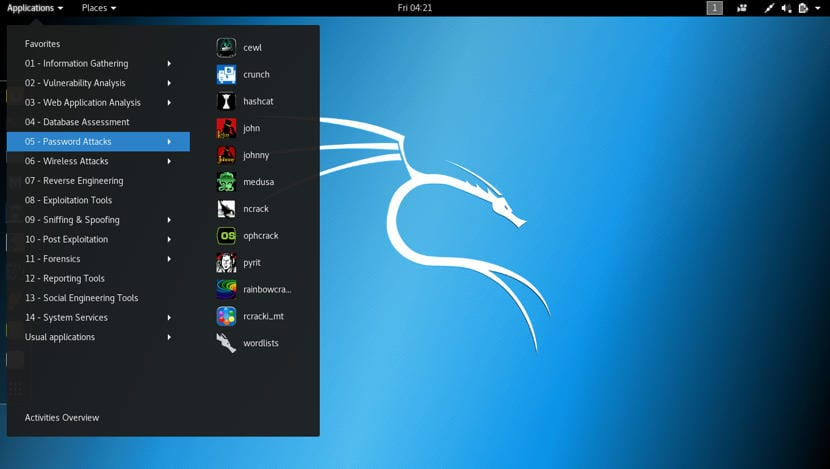 Applications Places Fri 04:21 1
Favorites
01 - Information Gathering
02 - Vulnerability Analysis
03 - Web Application Analysis
04 - Database Assessment
05 - Password Attacks
06 - Wireless Attacks
07 - Reverse Engineering
08 - Exploitation Tools
09 - Sniffing & Spoofing
10 - Post Exploitation
11 - Forensics
12 - Reporting Tools
13 - Social Engineering Tools
14 - System Services
Usual applications
Activities Overview
cewl
crunch
hashcat
john
johnny
medusa
ncrack
OS
ophcrack
pyrit
rainbowcra...
rcracki_mt
wordlists